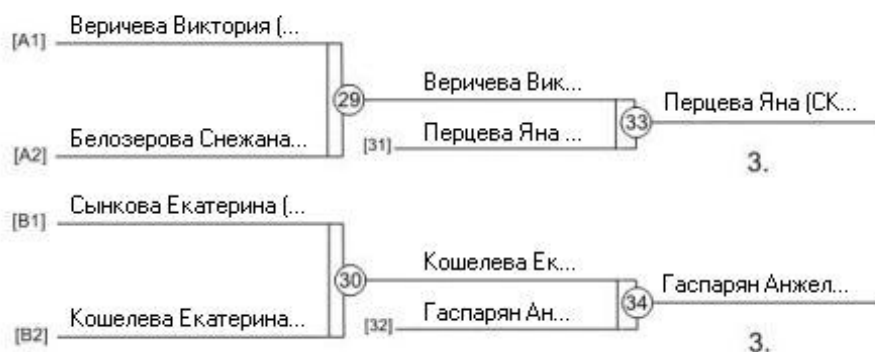 [A1] Веричева Виктория (...
29
Веричева Вик...
33
Перцева Яна (СК...
[A2] Белозерова Снежана...
[31] Перцева Яна ...
3.
[B1] Сынкова Екатерина (...
30
Кошелева Ек...
34
Гаспарян Анжел...
[B2] Кошелева Екатерина...
[32] Гаспарян Ан...
3.